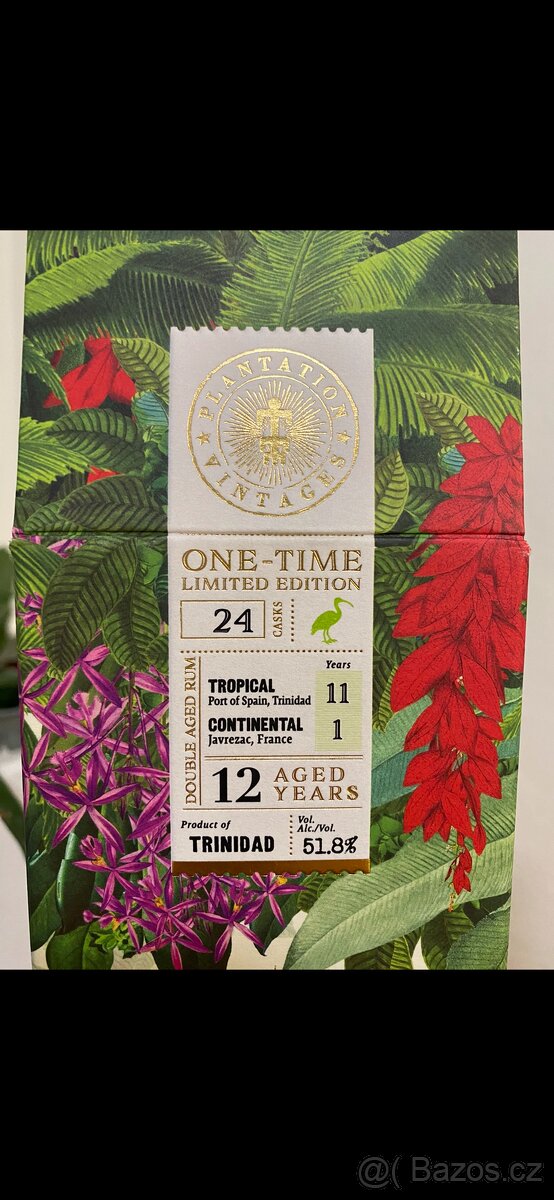 ★ PLANTATION ★
VINTAGES
ONE-TIME
LIMITED EDITION
24 CASKS
DOUBLE AGED RUM
Years
TROPICAL
Port of Spain, Trinidad
11
CONTINENTAL
Javrezac, France
1
12 AGED YEARS
Product of
TRINIDAD
Vol.
Alc./Vol.
51.8%
@( Bazos.cz